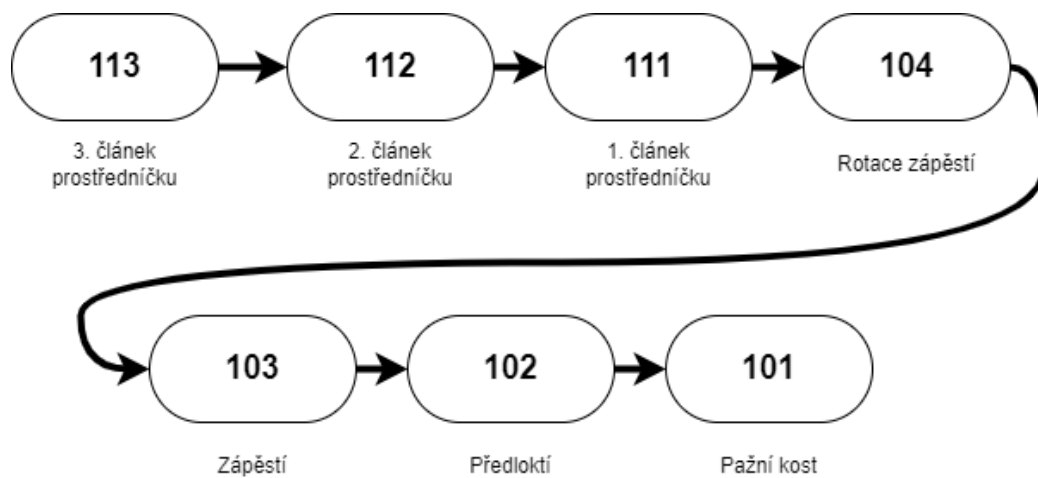 113
112
111
104
3. článek
prostředníčku
2. článek
prostředníčku
1. článek
prostředníčku
Rotace zápěstí
103
102
101
Zápěstí
Předloktí
Pažní kost